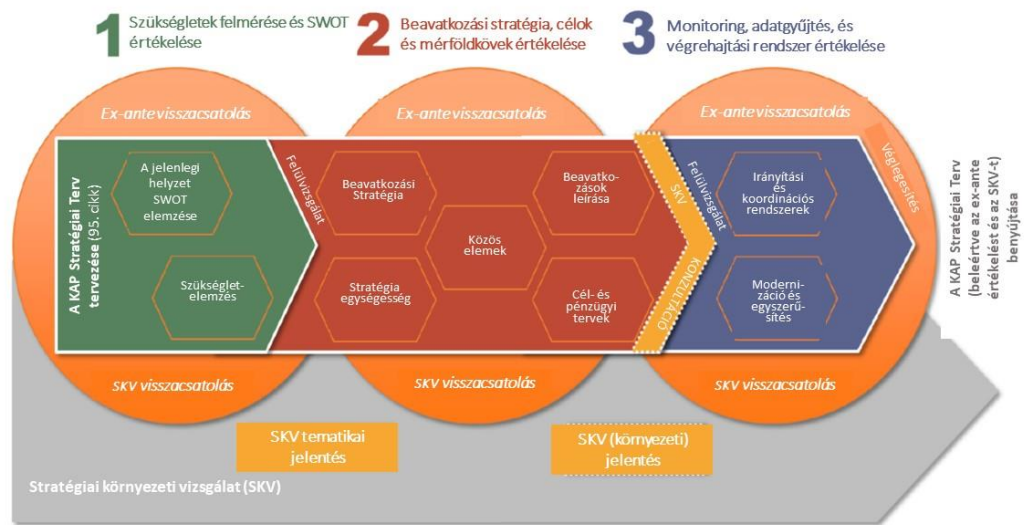 1 Szükségletek felmérése és SWOT
értékelése
2 Beavatkozási stratégia, célok
és mérföldkövek értékelése
3 Monitoring, adatgyűjtés, és
végrehajtási rendszer értékelése
Ex-ante visszacsatolás
Ex-ante visszacsatolás
Ex-ante visszacsatolás
A KAP Stratégiai Terv
tervezése (95. cikk)
A jelenlegi
helyzet
SWOT
elemzése
Szükséglet-
elemzés
Felülvizsgálat
Beavatkozási
Stratégia
Stratégia
egységesség
Közös
elemek
Beavatko-
zások
leírása
Cél- és
pénzügyi
tervek
SKV
KONZULTÁCIÓ
Felülvizsgálat
Irányítási
és
koordinációs
rendszerek
Moderni-
záció és
egyszerű-
sítés
Véglegesítés
A KAP Stratégiai Terv
(beleértve az ex-ante
értékelést és az SKV-t)
benyújtása
SKV visszacsatolás
SKV visszacsatolás
SKV visszacsatolás
SKV tematikai
jelentés
SKV (környezeti)
jelentés
Stratégiai környezeti vizsgálat (SKV)